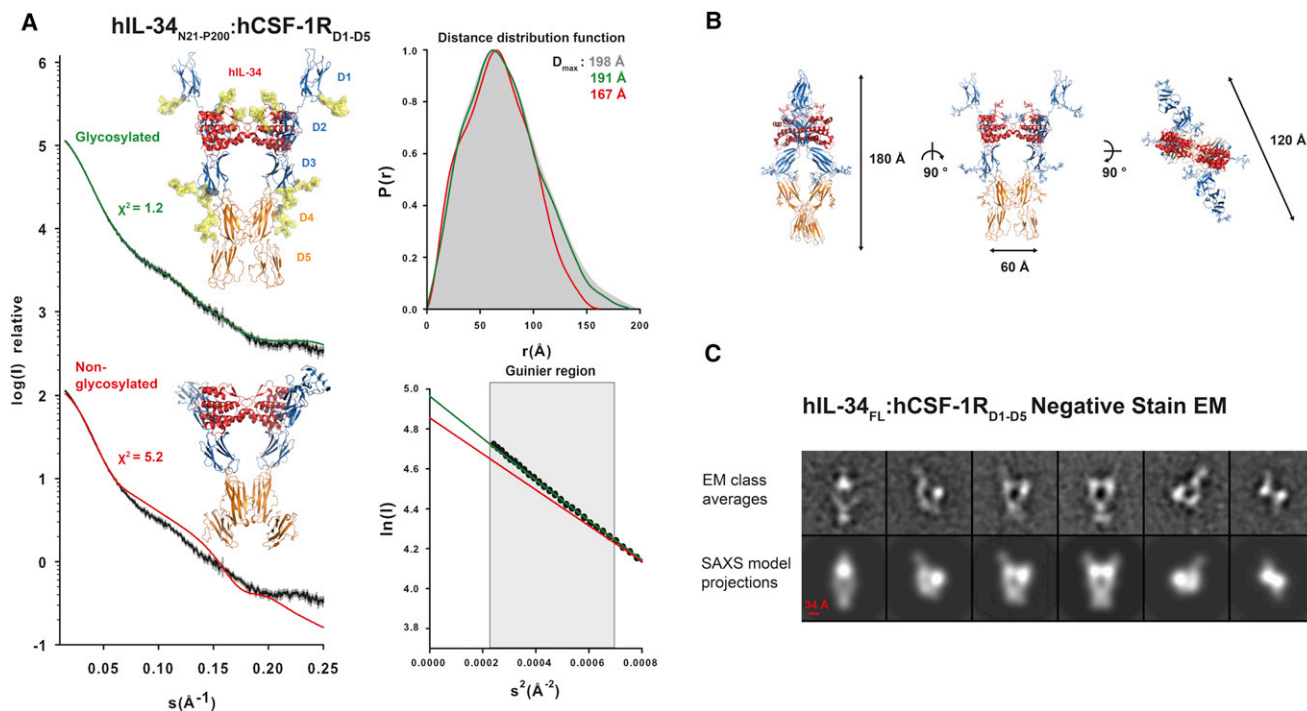 A
hIL-34N21-P200:hCSF-1RD1-D5
6
5
4
3
2
1
0
-1
log(I) relative
0.05
0.10
0.15
0.20
0.25
s(Å-1)
Glycosylated
χ2 = 1.2
hIL-34
D1
D2
D3
D4
D5
Non-
glycosylated
χ2 = 5.2
Distance distribution function
Dmax : 198 Å
191 Å
167 Å
1.0
0.8
0.6
0.4
0.2
0.0
P(r)
0
50
100
150
200
r(Å)
Guinier region
5.0
4.8
4.6
4.4
4.2
4.0
3.8
ln(I)
0.0000
0.0002
0.0004
0.0006
0.0008
s2(Å-2)
B
180 Å
90 °
60 Å
90 °
120 Å
C
hIL-34FL:hCSF-1RD1-D5 Negative Stain EM
EM class
averages
SAXS model
projections
34 Å